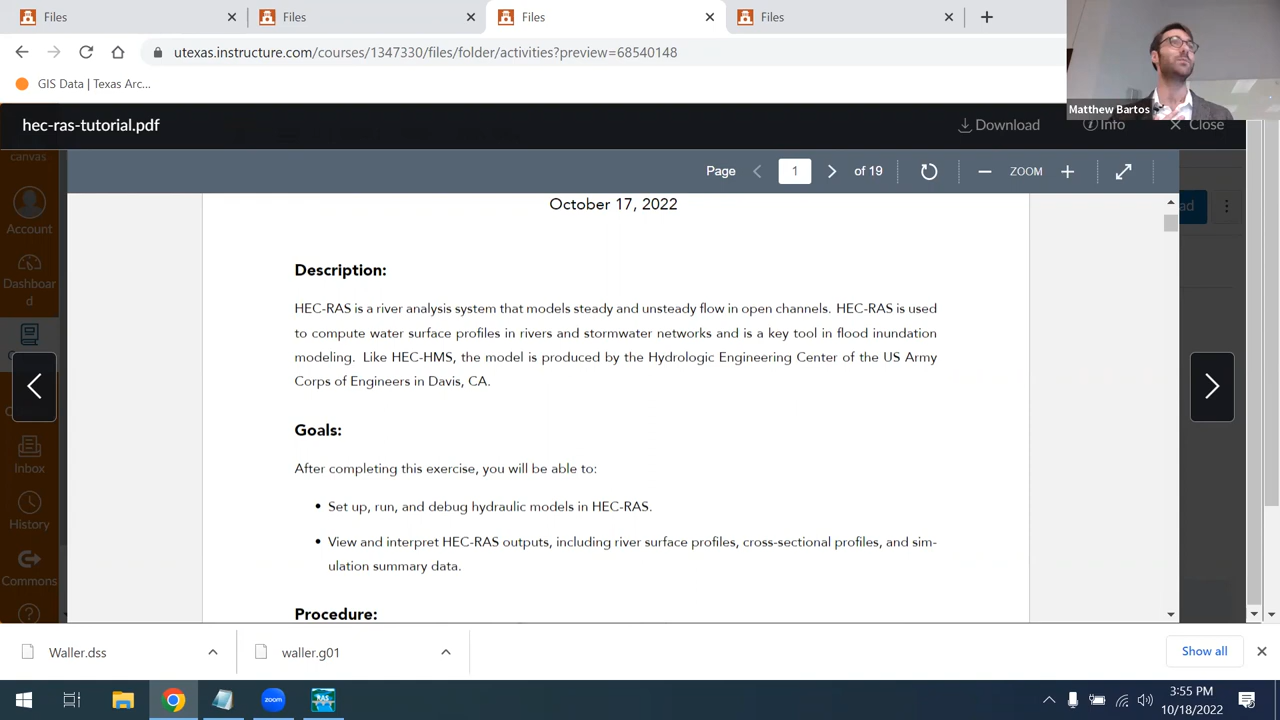 Files
Files
Files
Files
utexas.instructure.com/courses/1347330/files/folder/activities?preview=68540148
GIS Data | Texas Arc...
Matthew Bartos
hec-ras-tutorial.pdf
Download
Info
Close
canvas
Page
1
of 19
ZOOM
Account
ad
Dashboar
d
Inbox
History
Commons
October 17, 2022
Description:
HEC-RAS is a river analysis system that models steady and unsteady flow in open channels. HEC-RAS is used
to compute water surface profiles in rivers and stormwater networks and is a key tool in flood inundation
modeling. Like HEC-HMS, the model is produced by the Hydrologic Engineering Center of the US Army
Corps of Engineers in Davis, CA.
Goals:
After completing this exercise, you will be able to:
• Set up, run, and debug hydraulic models in HEC-RAS.
• View and interpret HEC-RAS outputs, including river surface profiles, cross-sectional profiles, and sim-
ulation summary data.
Procedure:
Waller.dss
waller.g01
Show all
RAS
3:55 PM
10/18/2022